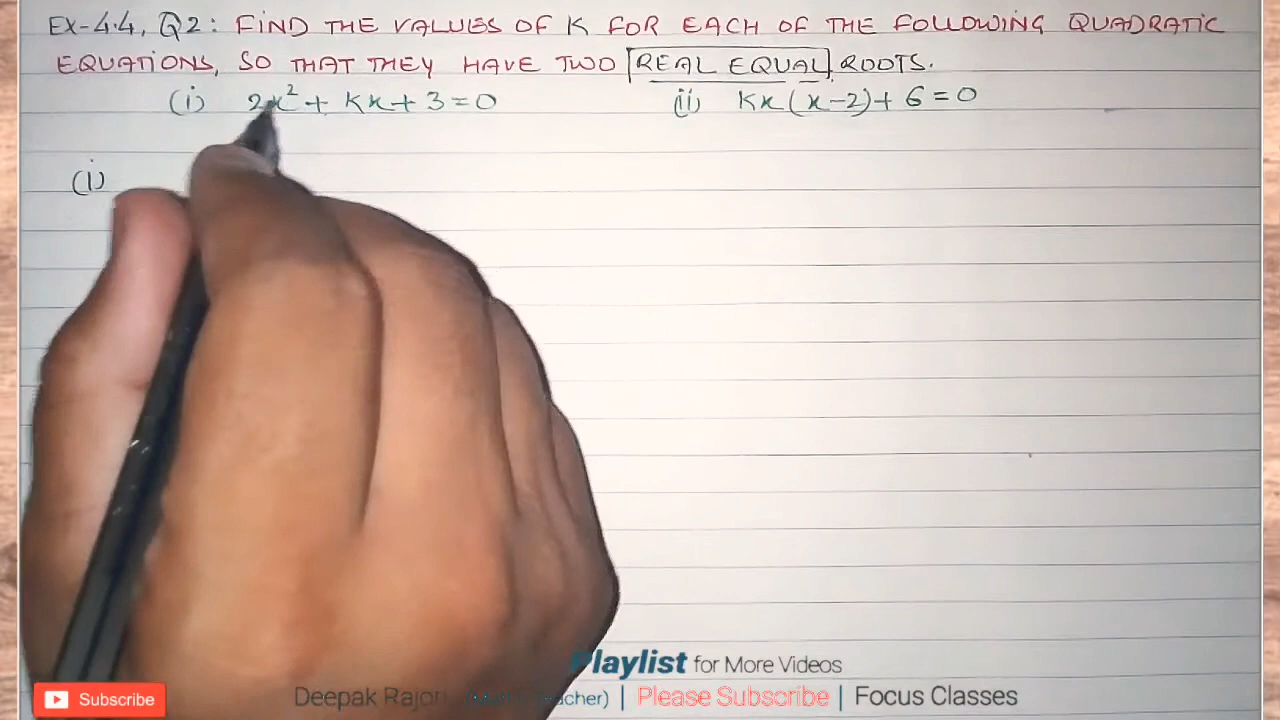 EX-4.4, Q2: FIND THE VALUES OF K FOR EACH OF THE FOLLOWING QUADRATIC
EQUATIONS, SO THAT THEY HAVE TWO REAL EQUAL ROOTS.
(i) 2x² + Kx + 3 = 0 (ii) Kx(x-2) + 6 = 0
(i)
Playlist for More Videos
Subscribe Deepak | Please Subscribe | Focus Classes